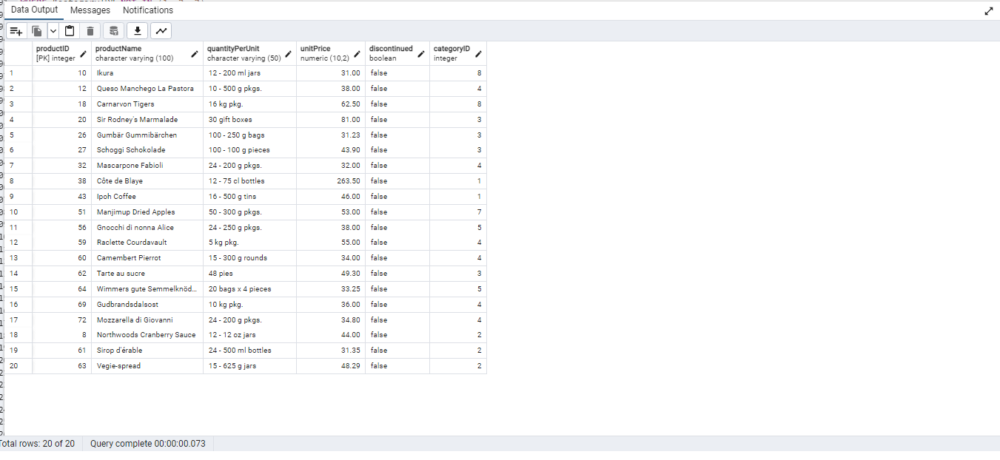 Data Output Messages Notifications
productID productName quantityPerUnit unitPrice discontinued categoryID
[PK] integer character varying (100) character varying (50) numeric (10,2) boolean integer
1 10 Ikura 12 - 200 ml jars 31.00 false 8
2 12 Queso Manchego La Pastora 10 - 500 g pkgs. 38.00 false 4
3 18 Carnarvon Tigers 16 kg pkg. 62.50 false 8
4 20 Sir Rodney's Marmalade 30 gift boxes 81.00 false 3
5 26 Gumbär Gummibärchen 100 - 250 g bags 31.23 false 3
6 27 Schoggi Schokolade 100 - 100 g pieces 43.90 false 3
7 32 Mascarpone Fabioli 24 - 200 g pkgs. 32.00 false 4
8 38 Côte de Blaye 12 - 75 cl bottles 263.50 false 1
9 43 Ipoh Coffee 16 - 500 g tins 46.00 false 1
10 51 Manjimup Dried Apples 50 - 300 g pkgs. 53.00 false 7
11 56 Gnocchi di nonna Alice 24 - 250 g pkgs. 38.00 false 5
12 59 Raclette Courdavault 5 kg pkg. 55.00 false 4
13 60 Camembert Pierrot 15 - 300 g rounds 34.00 false 4
14 62 Tarte au sucre 48 pies 49.30 false 3
15 64 Wimmers gute Semmelknöd... 20 bags x 4 pieces 33.25 false 5
16 69 Gudbrandsdalsost 10 kg pkg. 36.00 false 4
17 72 Mozzarella di Giovanni 24 - 200 g pkgs. 34.80 false 4
18 8 Northwoods Cranberry Sauce 12 - 12 oz jars 44.00 false 2
19 61 Sirop d'érable 24 - 500 ml bottles 31.35 false 2
20 63 Vegie-spread 15 - 625 g jars 48.29 false 2
Total rows: 20 of 20 Query complete 00:00:00.073